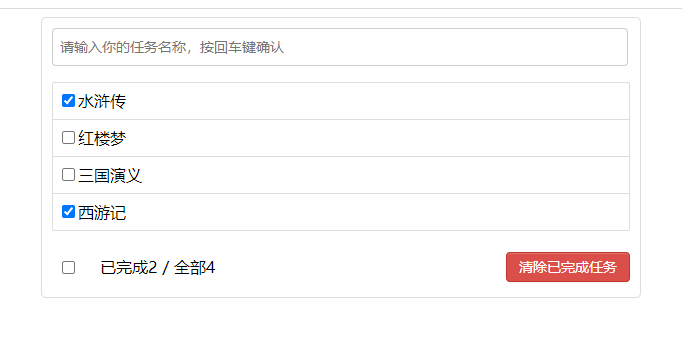 请输入你的任务名称，按回车键确认
水浒传
红楼梦
三国演义
西游记
已完成2 / 全部4
清除已完成任务